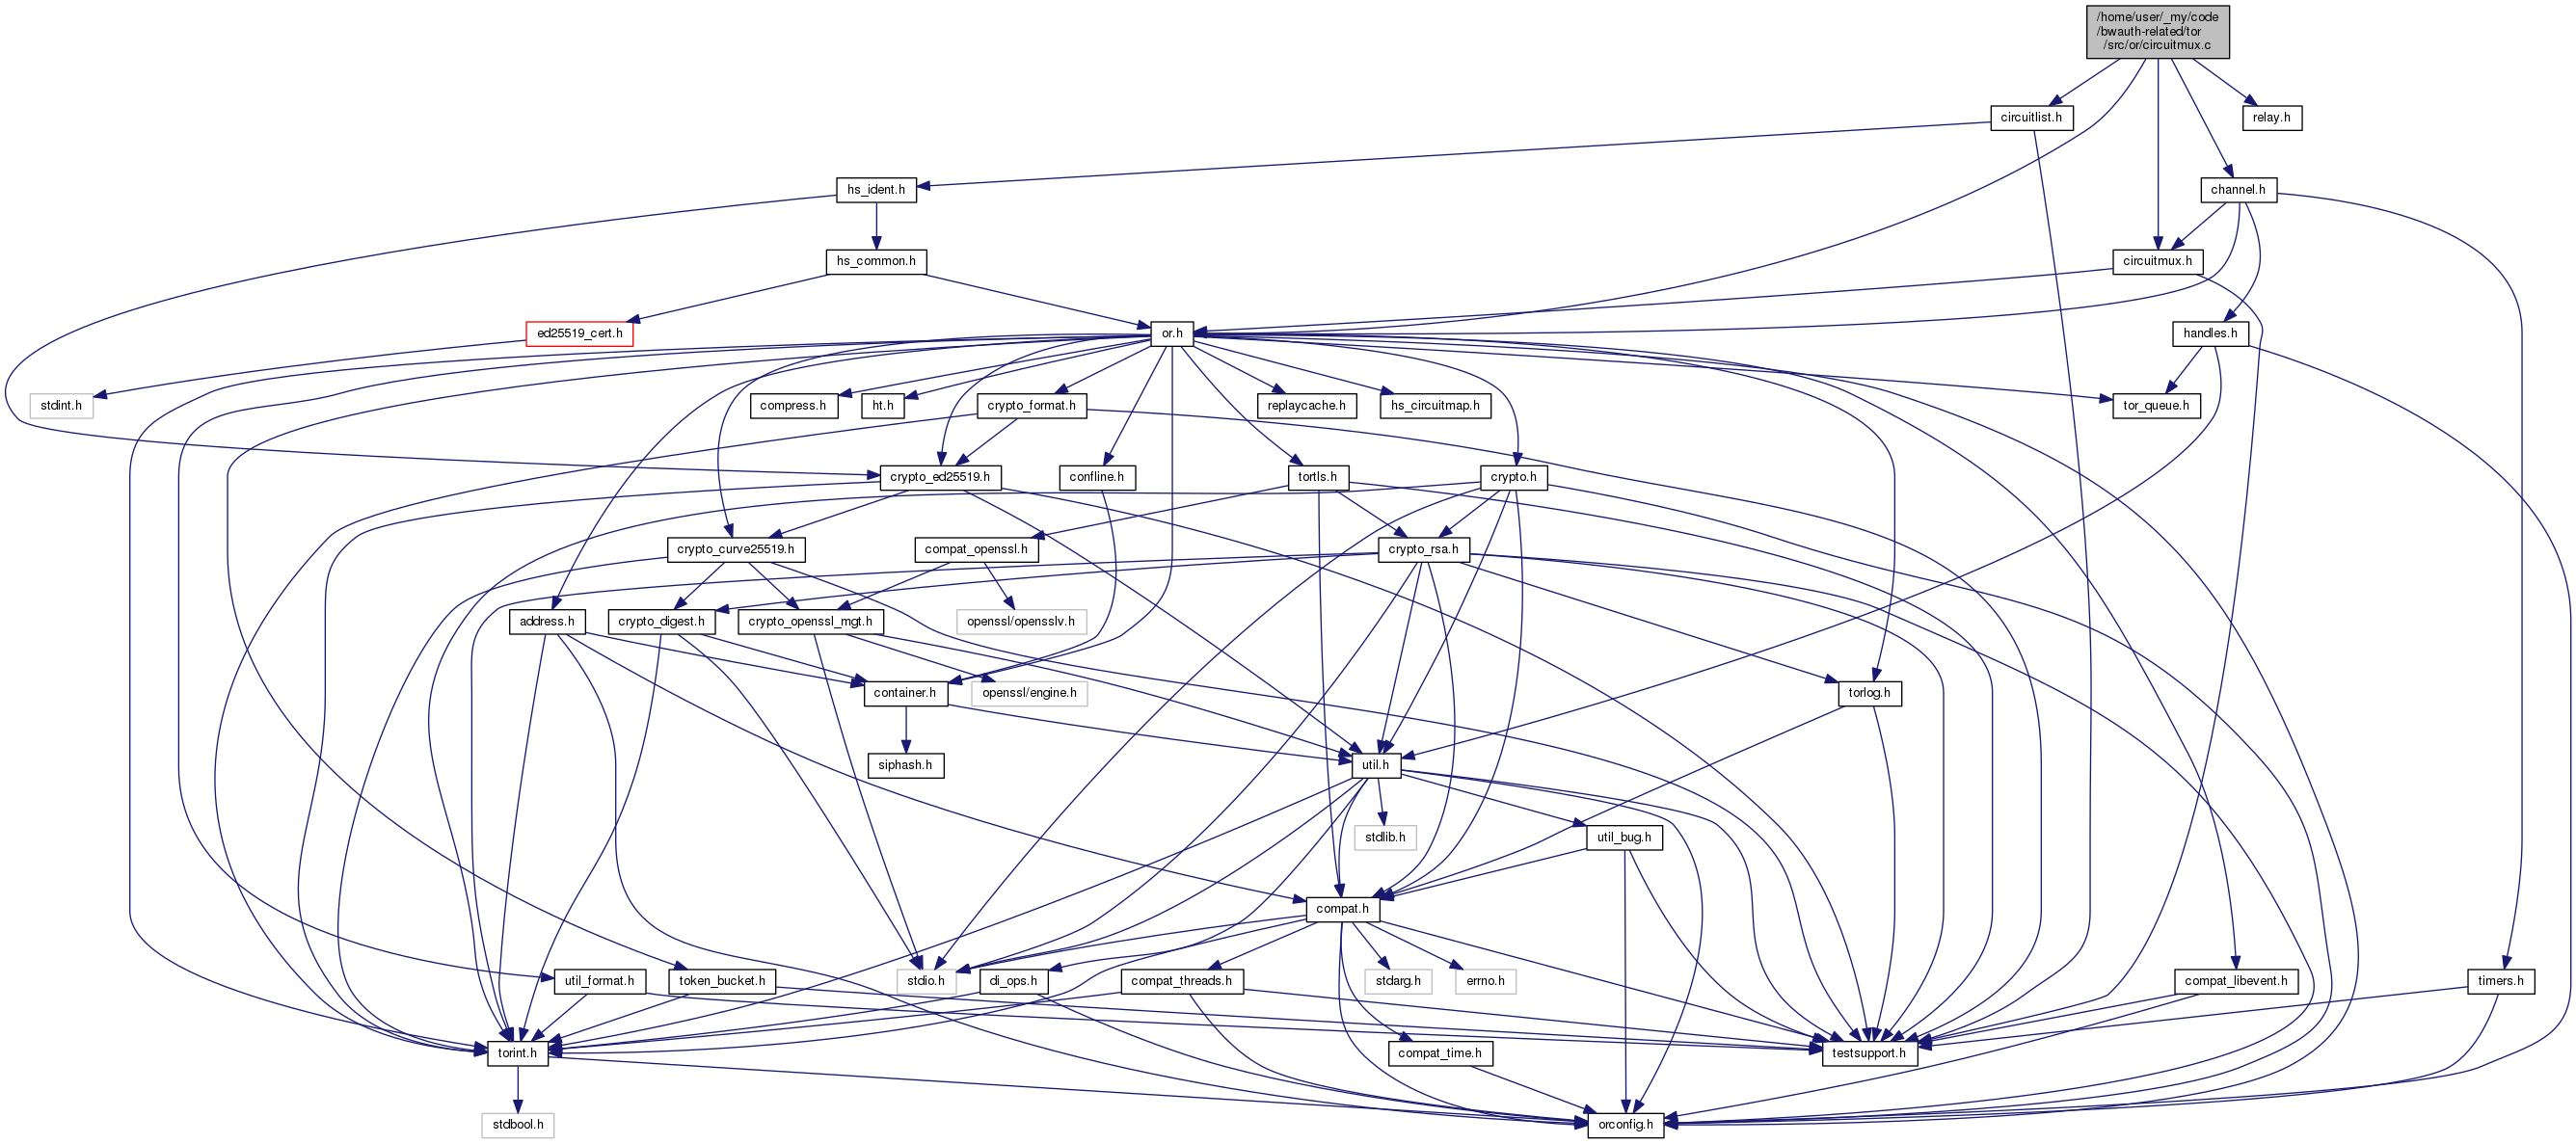 /home/user/_my/code
/bwauth-related/tor
/src/or/circuitmux.c
circuitlist.h
relay.h
hs_ident.h
channel.h
hs_common.h
circuitmux.h
ed25519_cert.h
or.h
handles.h
stdint.h
compress.h
ht.h
crypto_format.h
replaycache.h
hs_circuitmap.h
tor_queue.h
crypto_ed25519.h
confline.h
tortls.h
crypto.h
crypto_curve25519.h
compat_openssl.h
crypto_rsa.h
address.h
crypto_digest.h
crypto_openssl_mgt.h
openssl/opensslv.h
container.h
openssl/engine.h
torlog.h
siphash.h
util.h
stdlib.h
util_bug.h
compat.h
util_format.h
token_bucket.h
stdio.h
di_ops.h
compat_threads.h
stdarg.h
errno.h
compat_libevent.h
timers.h
torint.h
compat_time.h
testsupport.h
stdbool.h
orconfig.h